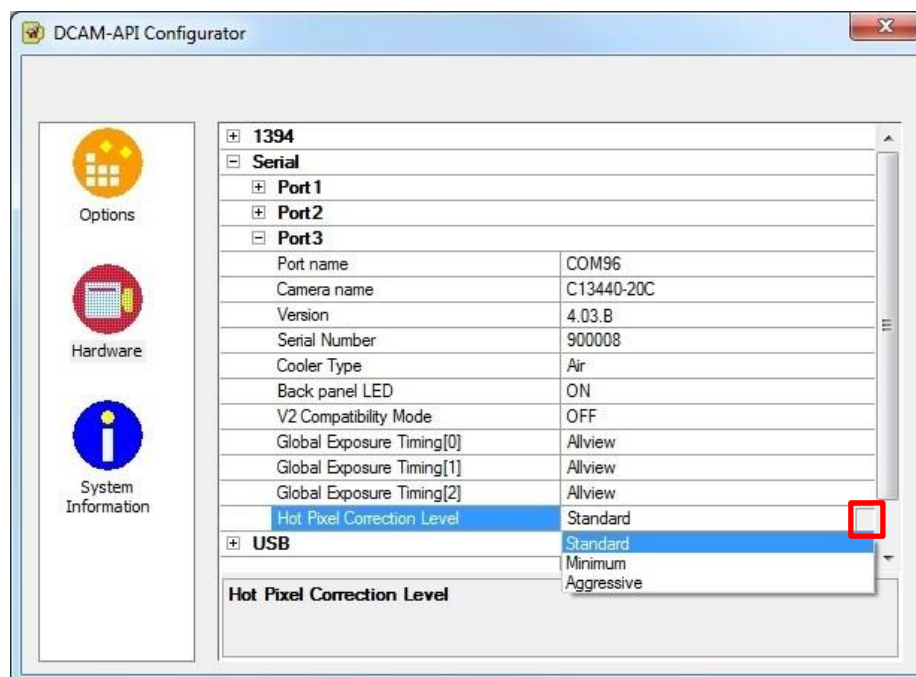 DCAM-API Configurator
Options
Hardware
System
Information
1394
Serial
Port1
Port2
Port3
Port name COM96
Camera name C13440-20C
Version 4.03.B
Serial Number 900008
Cooler Type Air
Back panel LED ON
V2 Compatibility Mode OFF
Global Exposure Timing[0] Allview
Global Exposure Timing[1] Allview
Global Exposure Timing[2] Allview
Hot Pixel Correction Level Standard
USB
Standard
Minimum
Aggressive
Hot Pixel Correction Level